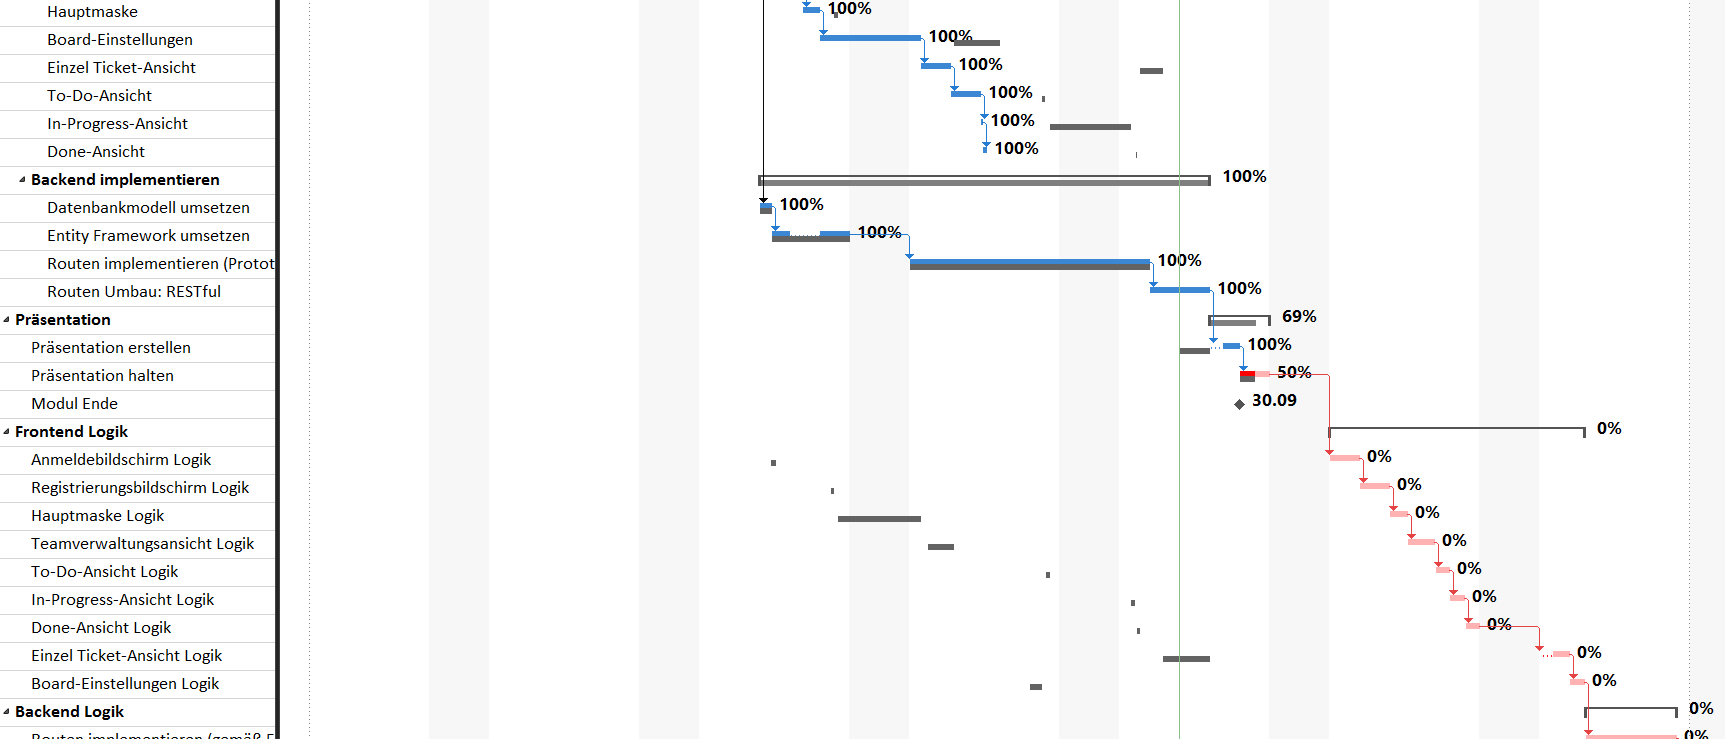 Hauptmaske 100%
Board-Einstellungen 100%
Einzel Ticket-Ansicht 100%
To-Do-Ansicht 100%
In-Progress-Ansicht 100%
Done-Ansicht 100%
Backend implementieren 100%
Datenbankmodell umsetzen 100%
Entity Framework umsetzen 100%
Routen implementieren (Protot 100%
Routen Umbau: RESTful 100%
Präsentation 69%
Präsentation erstellen 100%
Präsentation halten 50%
Modul Ende 30.09
Frontend Logik 0%
Anmeldebildschirm Logik 0%
Registrierungsbildschirm Logik 0%
Hauptmaske Logik 0%
Teamverwaltungsansicht Logik 0%
To-Do-Ansicht Logik 0%
In-Progress-Ansicht Logik 0%
Done-Ansicht Logik 0%
Einzel Ticket-Ansicht Logik 0%
Board-Einstellungen Logik 0%
Backend Logik 0%
Routen implementieren (gemäß E 0%